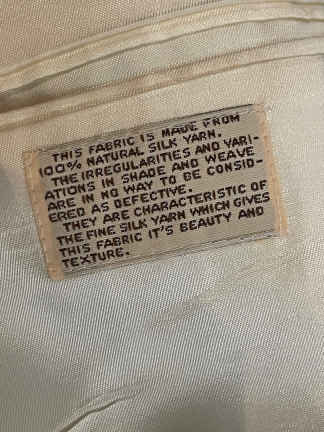 THIS FABRIC IS MADE FROM
100% NATURAL SILK YARN.
THE IRREGULARITIES AND VARI-
ATIONS IN SHADE AND WEAVE
ARE IN NO WAY TO BE CONSID-
ERED AS DEFECTIVE.
THEY ARE CHARACTERISTIC OF
THE FINE SILK YARN WHICH GIVES
THIS FABRIC IT'S BEAUTY AND
TEXTURE.